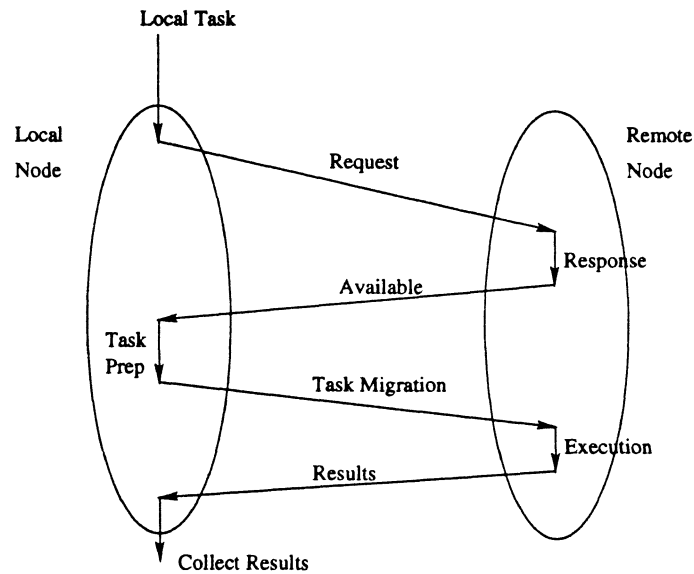 Local Task
Local
Node
Remote
Node
Request
Response
Available
Task
Prep
Task Migration
Execution
Results
Collect Results